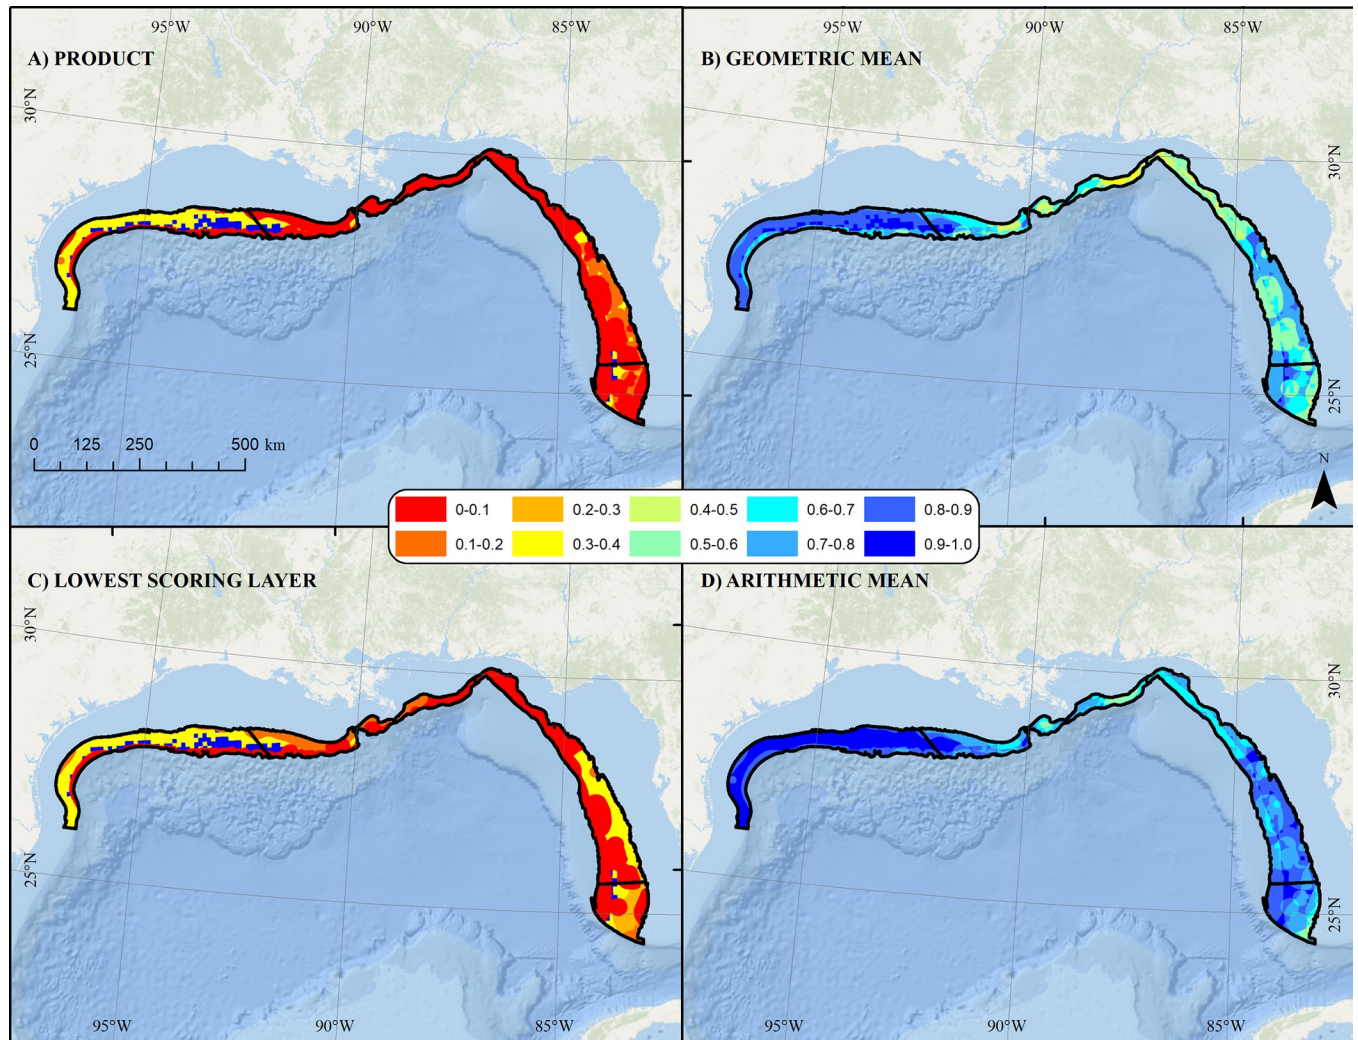 95°W
90°W
85°W
90°W
85°W
A) PRODUCT
B) GEOMETRIC MEAN
30°N
30°N
25°N
25°N
0 125 250 500 km
N
0-0.1 0.2-0.3 0.4-0.5 0.6-0.7 0.8-0.9
0.1-0.2 0.3-0.4 0.5-0.6 0.7-0.8 0.9-1.0
C) LOWEST SCORING LAYER
D) ARITHMETIC MEAN
30°N
30°N
25°N
25°N
95°W
90°W
85°W
95°W
90°W
85°W